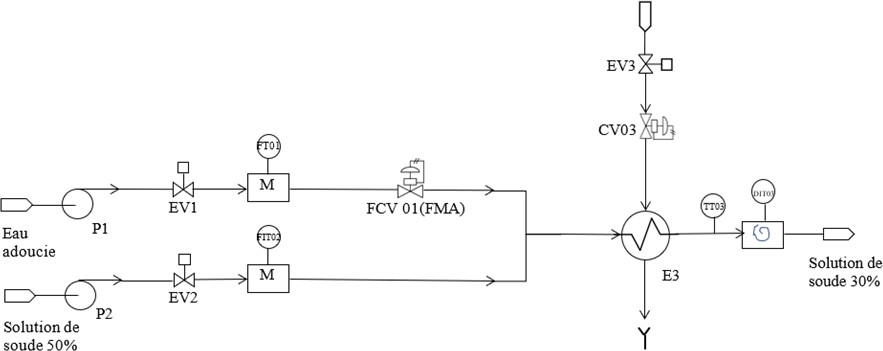 EV3
CV03
FT01
M
EV1
FCV 01(FMA)
P1
Eau
adoucie
TT03
DIT03
E3
Solution de
soude 30%
FIT02
M
EV2
P2
Solution de
soude 50%